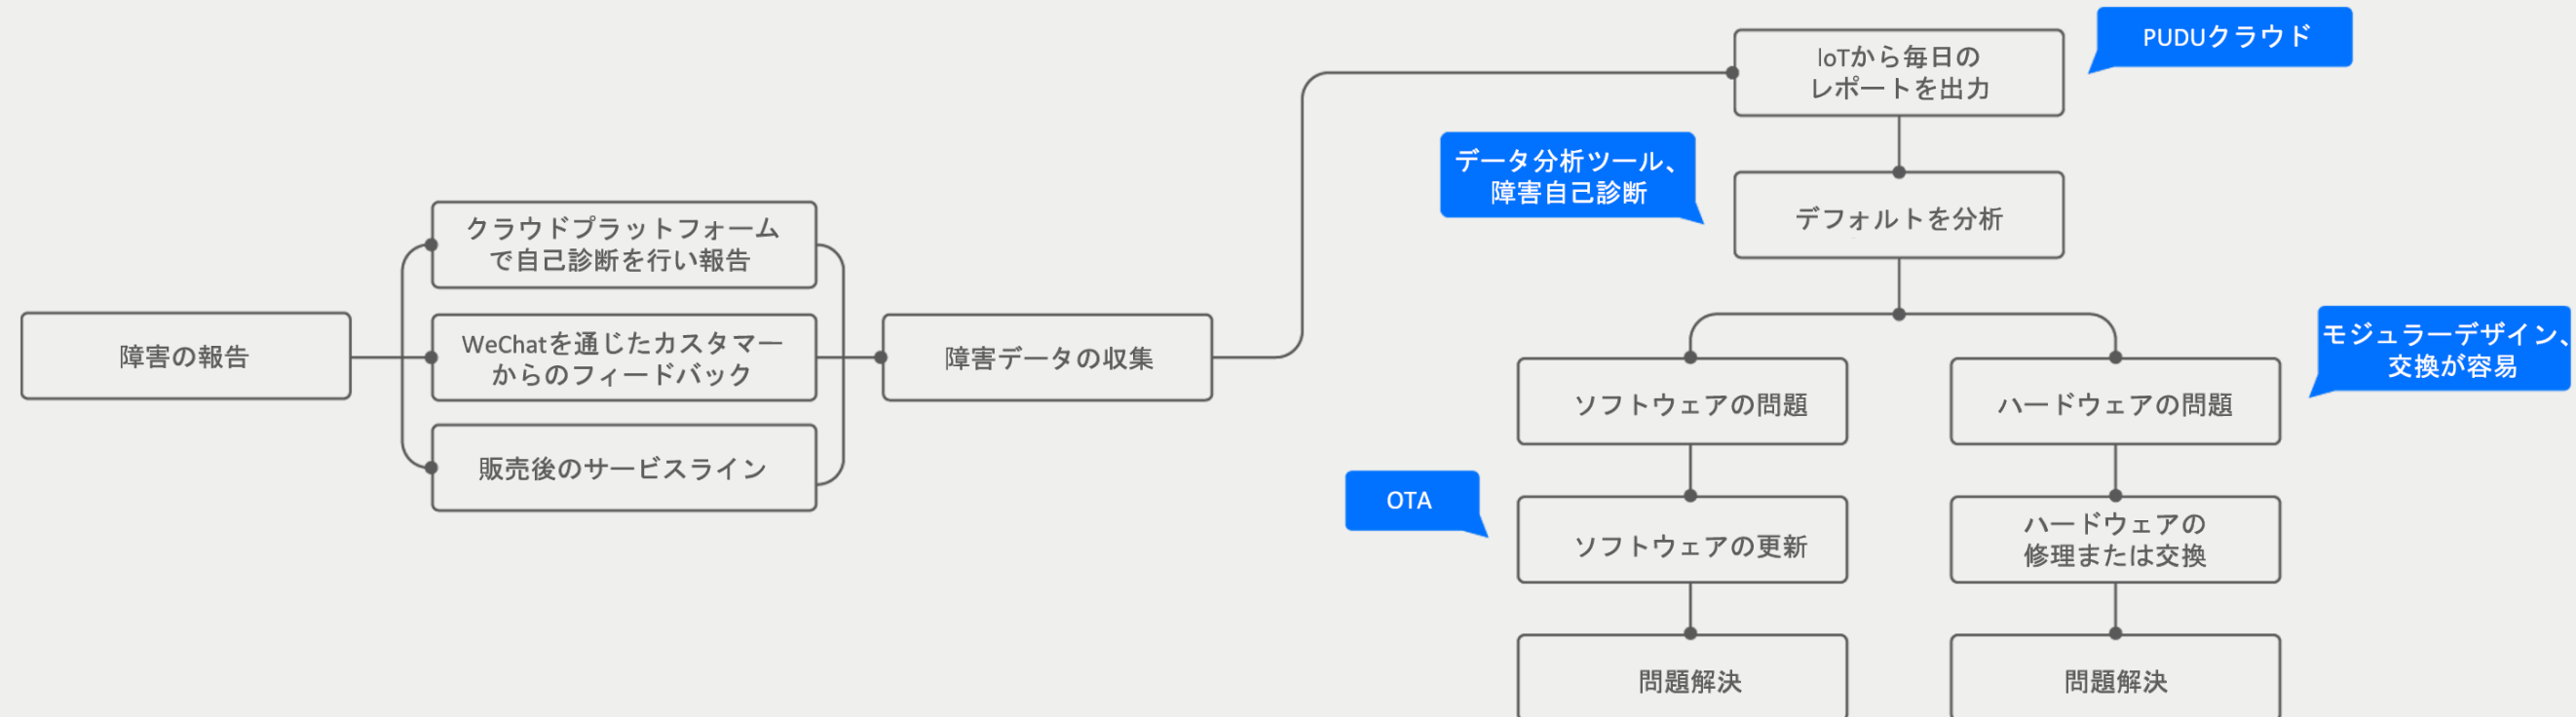 障害の報告
クラウドプラットフォーム
で自己診断を行い報告
WeChatを通じたカスタマー
からのフィードバック
販売後のサービスライン
障害データの収集
IoTから毎日の
レポートを出力
PUDUクラウド
データ分析ツール、
障害自己診断
デフォルトを分析
ソフトウェアの問題
ハードウェアの問題
モジュラーデザイン、
交換が容易
OTA
ソフトウェアの更新
ハードウェアの
修理または交換
問題解決
問題解決